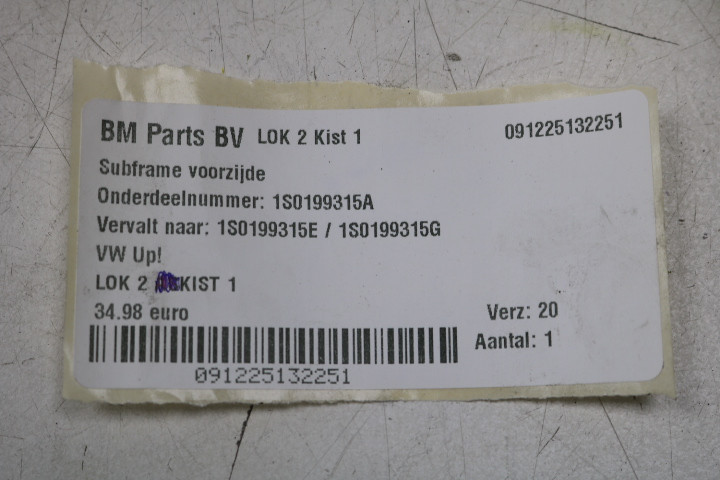 BM Parts BV LOK 2 Kist 1 091225132251
Subframe voorzijde
Onderdeelnummer: 1S0199315A
Vervalt naar: 1S0199315E / 1S0199315G
VW Up!
LOK 2 KIST 1
34.98 euro Verz: 20
Aantal: 1
091225132251